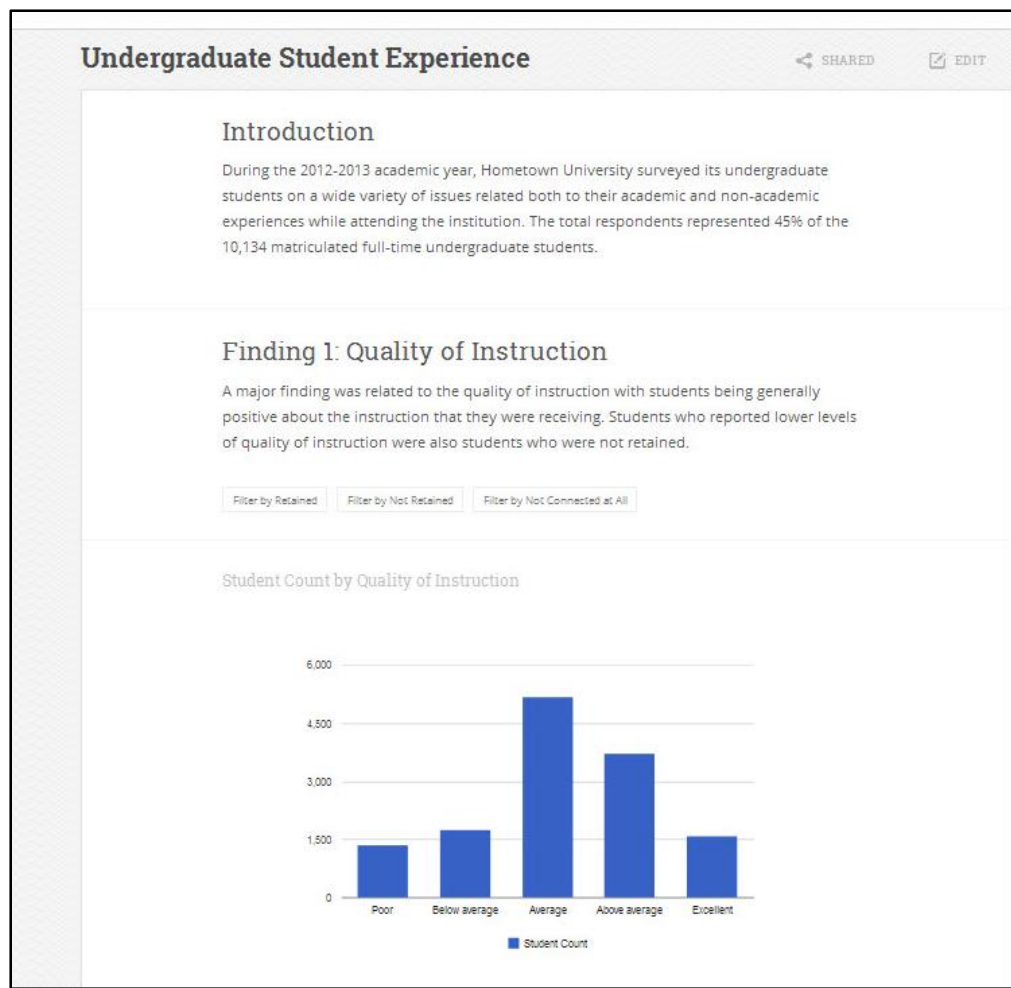 Undergraduate Student Experience
SHARED
EDIT
Introduction
During the 2012-2013 academic year, Hometown University surveyed its undergraduate
students on a wide variety of issues related both to their academic and non-academic
experiences while attending the institution. The total respondents represented 45% of the
10,134 matriculated full-time undergraduate students.
Finding 1: Quality of Instruction
A major finding was related to the quality of instruction with students being generally
positive about the instruction that they were receiving. Students who reported lower levels
of quality of instruction were also students who were not retained.
Filter by Retained
Filter by Not Retained
Filter by Not Connected at All
Student Count by Quality of Instruction
6,000
4,500
3,000
1,500
0
Poor
Below average
Average
Above average
Excellent
Student Count